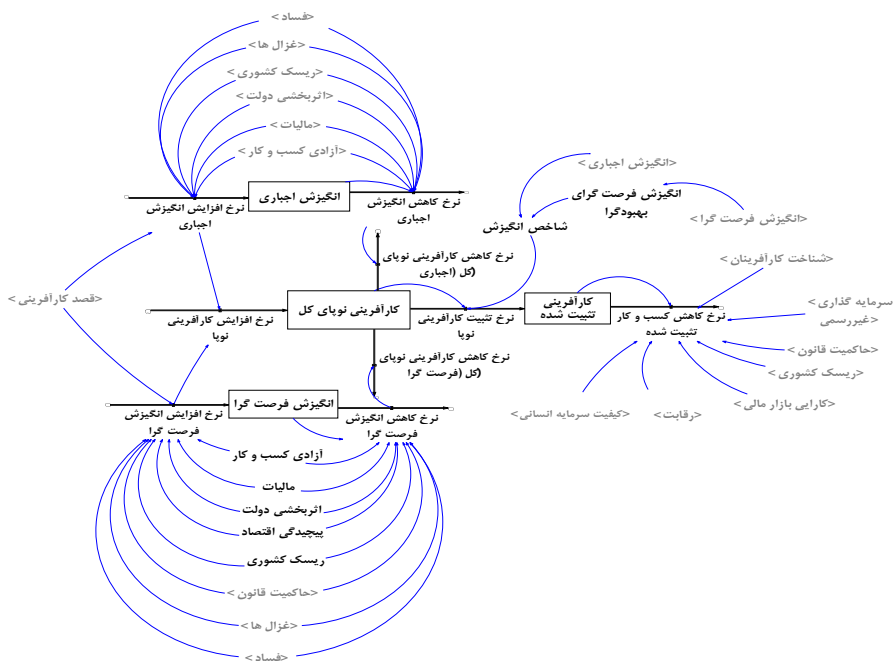 <فساد>
<غزال ها>
<ریسک کشوری>
<اثربخشی دولت>
<مالیات>
<آزادی کسب و کار>
انگیزش اجباری
نرخ افزایش انگیزش
اجباری
نرخ کاهش انگیزش
اجباری
<انگیزش اجباری>
انگیزش فرصت گرای
بهبودگرا
<انگیزش فرصت گرا>
شاخص انگیزش
نرخ کاهش کارآفرینی نوپای
کل (اجباری)
<شناخت کارآفرینان>
<قصد کارآفرینی>
نرخ افزایش کارآفرینی
نوپا
کارآفرینی نوپای کل
نرخ تثبیت کارآفرینی
نوپا
کارآفرینی
تثبیت شده
نرخ کاهش کسب و کار
تثبیت شده
سرمایه گذاری>
<غیررسمی
<حاکمیت قانون>
<ریسک کشوری>
<کارایی بازار مالی>
<رقابت>
<کیفیت سرمایه انسانی>
نرخ کاهش کارآفرینی نوپای
کل (فرصت گرا)
انگیزش فرصت گرا
نرخ افزایش انگیزش
فرصت گرا
نرخ کاهش انگیزش
فرصت گرا
آزادی کسب و کار
مالیات
اثربخشی دولت
پیچیدگی اقتصاد
ریسک کشوری
<حاکمیت قانون>
<غزال ها>
<فساد>